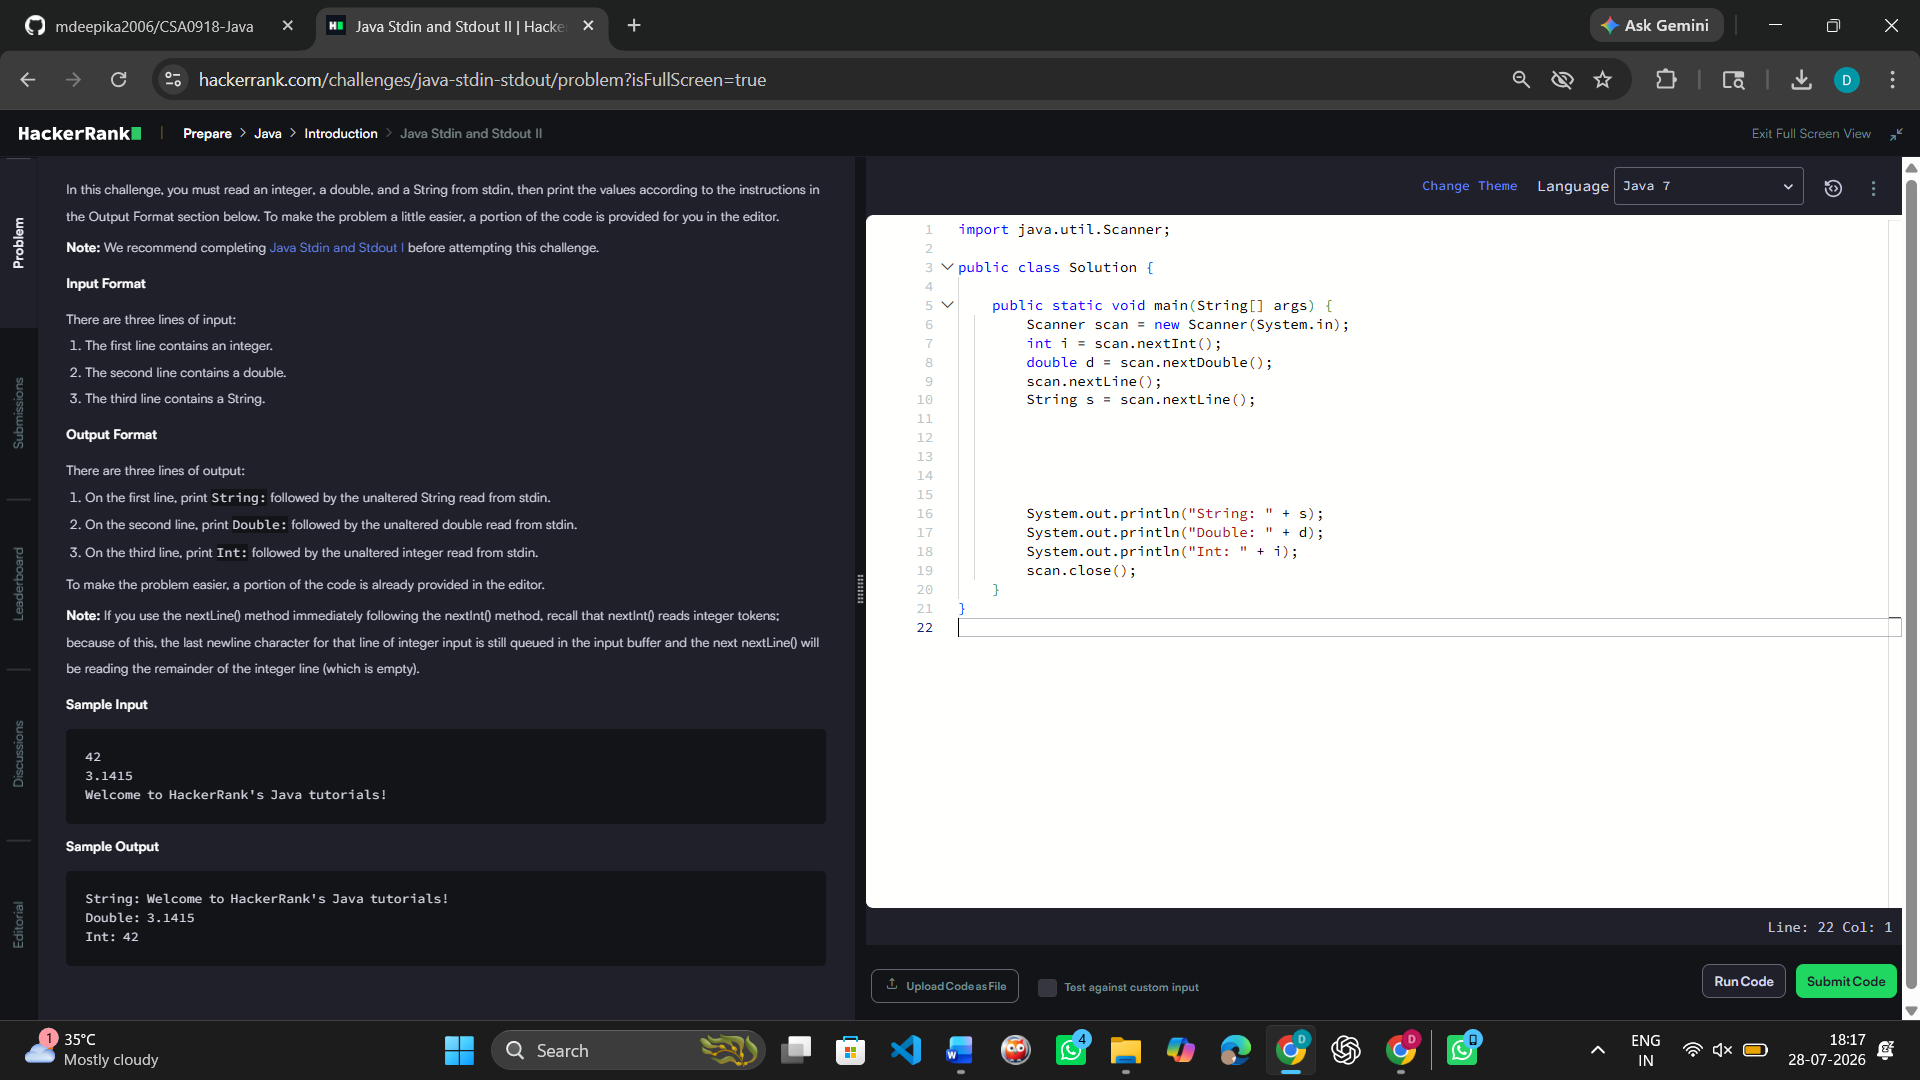 mdeepika2006/CSA0918-Java
Java Stdin and Stdout II | Hacke
Ask Gemini
hackerrank.com/challenges/java-stdin-stdout/problem?isFullScreen=true
D
HackerRank
Prepare > Java > Introduction > Java Stdin and Stdout II
Exit Full Screen View
Problem
Submissions
Leaderboard
Discussions
Editorial
In this challenge, you must read an integer, a double, and a String from stdin, then print the values according to the instructions in
the Output Format section below. To make the problem a little easier, a portion of the code is provided for you in the editor.
Note: We recommend completing Java Stdin and Stdout I before attempting this challenge.
Input Format
There are three lines of input:
1. The first line contains an integer.
2. The second line contains a double.
3. The third line contains a String.
Output Format
There are three lines of output:
1. On the first line, print String: followed by the unaltered String read from stdin.
2. On the second line, print Double: followed by the unaltered double read from stdin.
3. On the third line, print Int: followed by the unaltered integer read from stdin.
To make the problem easier, a portion of the code is already provided in the editor.
Note: If you use the nextLine() method immediately following the nextInt() method, recall that nextInt() reads integer tokens;
because of this, the last newline character for that line of integer input is still queued in the input buffer and the next nextLine() will
be reading the remainder of the integer line (which is empty).
Sample Input
42
3.1415
Welcome to HackerRank's Java tutorials!
Sample Output
String: Welcome to HackerRank's Java tutorials!
Double: 3.1415
Int: 42
Change Theme Language Java 7
1 import java.util.Scanner;
2
3 public class Solution {
4
5 public static void main(String[] args) {
6 Scanner scan = new Scanner(System.in);
7 int i = scan.nextInt();
8 double d = scan.nextDouble();
9 scan.nextLine();
10 String s = scan.nextLine();
11
12
13
14
15
16 System.out.println("String: " + s);
17 System.out.println("Double: " + d);
18 System.out.println("Int: " + i);
19 scan.close();
20 }
21 }
22
Line: 22 Col: 1
Upload Code as File
Test against custom input
Run Code
Submit Code
1
35°C
Mostly cloudy
Search
4
D
D
ENG
IN
18:17
28-07-2026